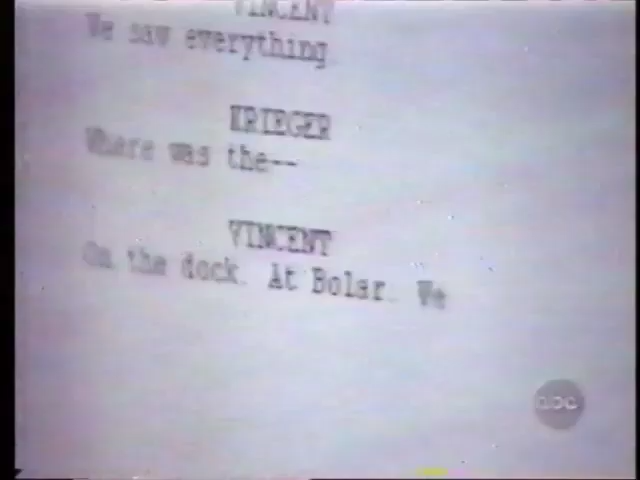 VINCENT
We saw everything.
KRIEGER
Where was the--
VINCENT
On the dock. At Bolar. We
abc